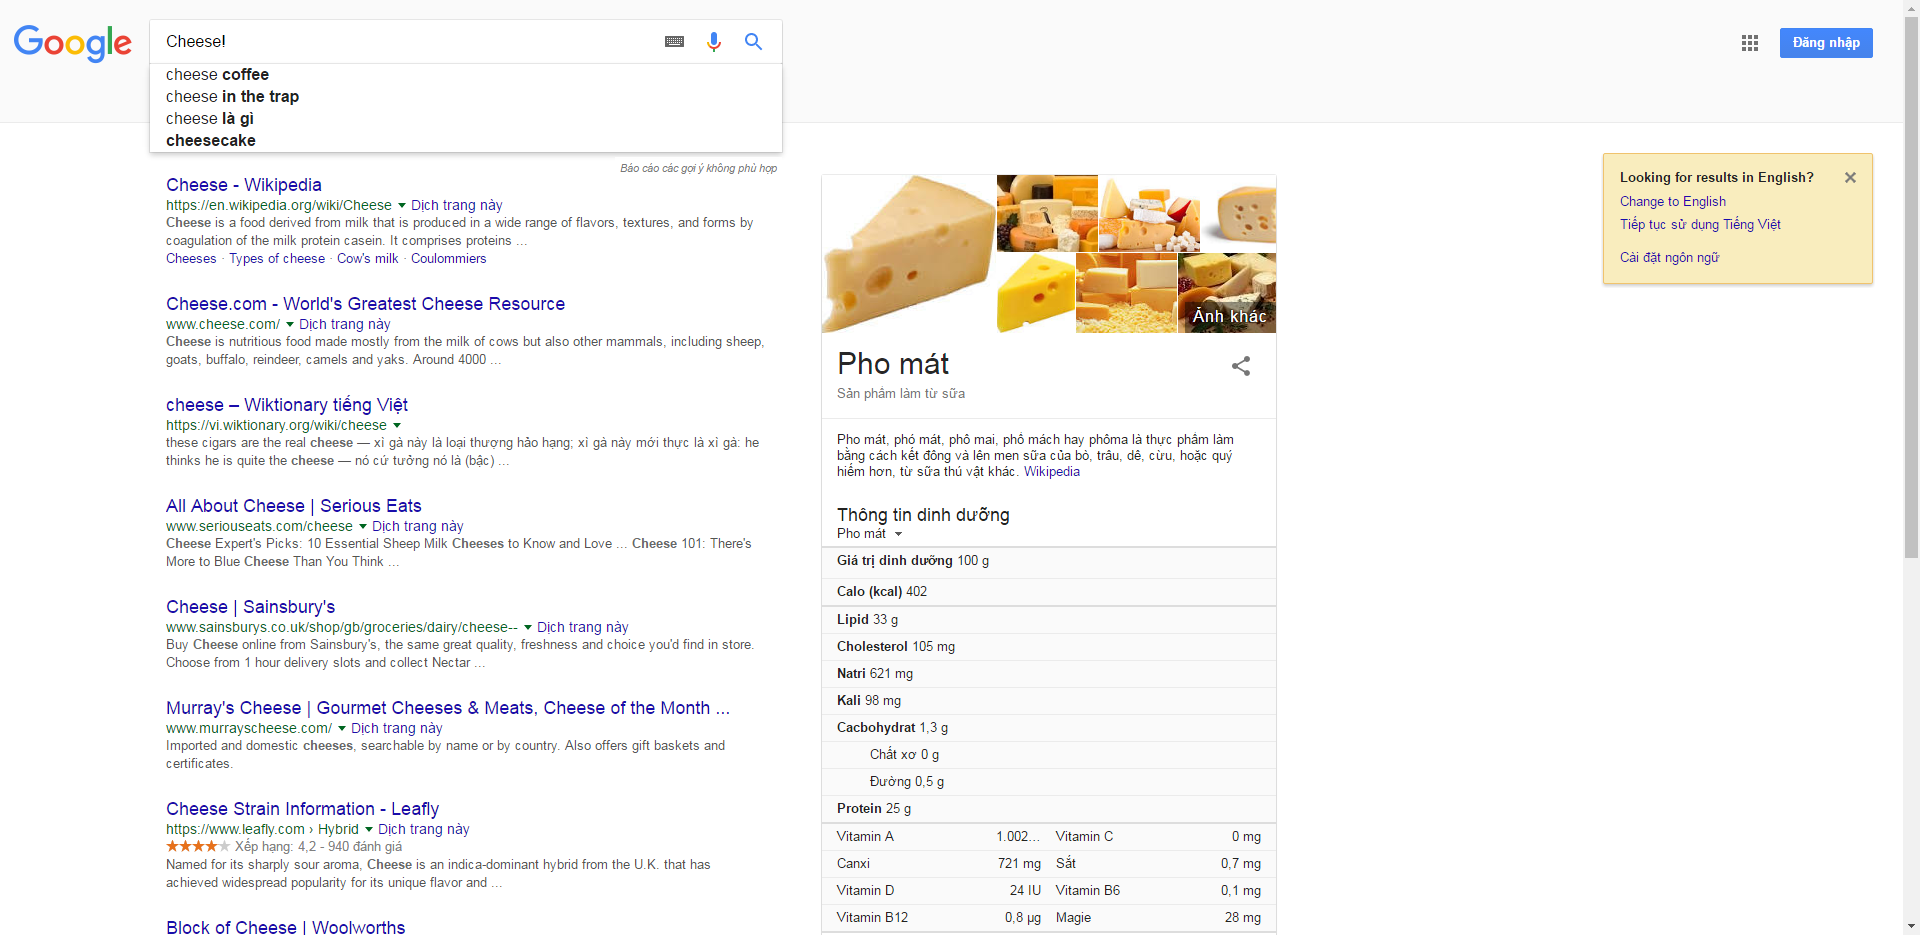 Google
Cheese!
Đăng nhập
cheese coffee
cheese in the trap
cheese là gì
cheesecake
Báo cáo các gợi ý không phù hợp
Cheese - Wikipedia
https://en.wikipedia.org/wiki/Cheese Dịch trang này
Cheese is a food derived from milk that is produced in a wide range of flavors, textures, and forms by
coagulation of the milk protein casein. It comprises proteins ...
Cheeses · Types of cheese · Cow's milk · Coulommiers
Cheese.com - World's Greatest Cheese Resource
www.cheese.com/ Dịch trang này
Cheese is nutritious food made mostly from the milk of cows but also other mammals, including sheep,
goats, buffalo, reindeer, camels and yaks. Around 4000 ...
cheese – Wiktionary tiếng Việt
https://vi.wiktionary.org/wiki/cheese
these cigars are the real cheese — xì gà này là loại thượng hảo hạng; xì gà này mới thực là xì gà: he
thinks he is quite the cheese — nó cứ tưởng nó là (bậc) ...
All About Cheese | Serious Eats
www.seriouseats.com/cheese Dịch trang này
Cheese Expert's Picks: 10 Essential Sheep Milk Cheeses to Know and Love ... Cheese 101: There's
More to Blue Cheese Than You Think ...
Cheese | Sainsbury's
www.sainsburys.co.uk/shop/gb/groceries/dairy/cheese-- Dịch trang này
Buy Cheese online from Sainsbury's, the same great quality, freshness and choice you'd find in store.
Choose from 1 hour delivery slots and collect Nectar ...
Murray's Cheese | Gourmet Cheeses & Meats, Cheese of the Month ...
www.murrayscheese.com/ Dịch trang này
Imported and domestic cheeses, searchable by name or by country. Also offers gift baskets and
certificates.
Cheese Strain Information - Leafly
https://www.leafly.com › Hybrid Dịch trang này
Xếp hạng: 4,2 - 940 đánh giá
Named for its sharply sour aroma, Cheese is an indica-dominant hybrid from the U.K. that has
achieved widespread popularity for its unique flavor and ...
Block of Cheese | Woolworths
Ảnh khác
Pho mát
Sản phẩm làm từ sữa
Pho mát, phó mát, phô mai, phố mách hay phôma là thực phẩm làm
bằng cách kết đông và lên men sữa của bò, trâu, dê, cừu, hoặc quý
hiếm hơn, từ sữa thú vật khác. Wikipedia
Thông tin dinh dưỡng
Pho mát
Giá trị dinh dưỡng 100 g
Calo (kcal) 402
Lipid 33 g
Cholesterol 105 mg
Natri 621 mg
Kali 98 mg
Cacbohydrat 1,3 g
Chất xơ 0 g
Đường 0,5 g
Protein 25 g
Vitamin A 1.002... Vitamin C 0 mg
Canxi 721 mg Sắt 0,7 mg
Vitamin D 24 IU Vitamin B6 0,1 mg
Vitamin B12 0,8 µg Magie 28 mg
Looking for results in English?
Change to English
Tiếp tục sử dụng Tiếng Việt
Cài đặt ngôn ngữ